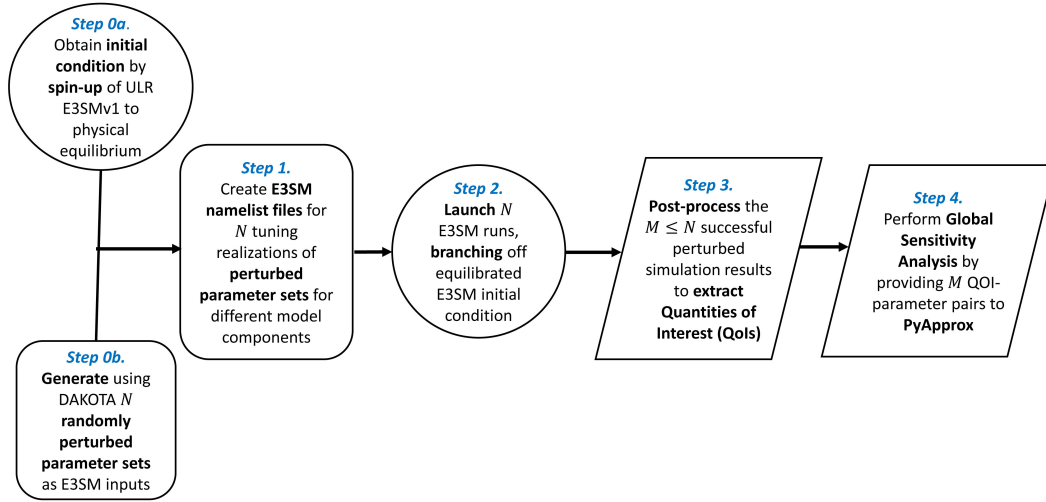 Step 0a.
Obtain initial
condition by
spin-up of ULR
E3SMv1 to
physical
equilibrium
Step 0b.
Generate using
DAKOTA N
randomly
perturbed
parameter sets
as E3SM inputs
Step 1.
Create E3SM
namelist files for
N tuning
realizations of
perturbed
parameter sets for
different model
components
Step 2.
Launch N
E3SM runs,
branching off
equilibrated
E3SM initial
condition
Step 3.
Post-process the
M ≤ N successful
perturbed
simulation results
to extract
Quantities of
Interest (QoIs)
Step 4.
Perform Global
Sensitivity
Analysis by
providing M QOI-
parameter pairs to
PyApprox